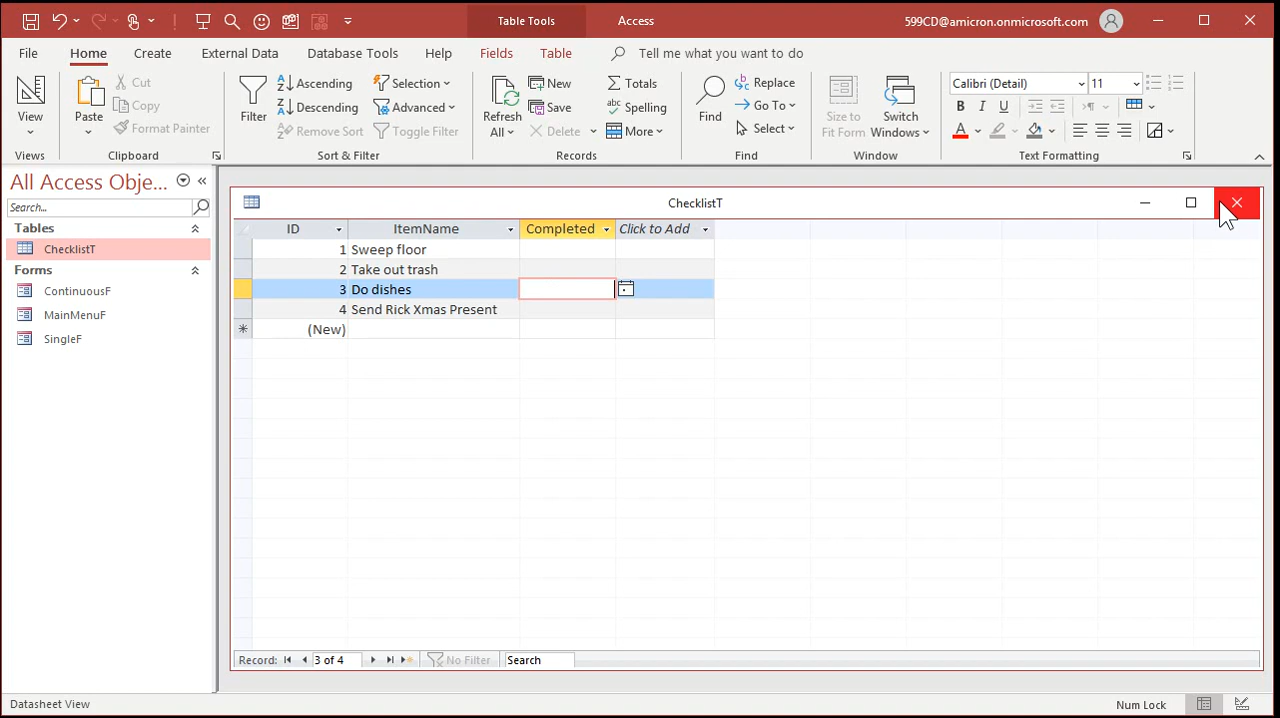 Table Tools
Access
599CD@amicron.onmicrosoft.com
File
Home
Create
External Data
Database Tools
Help
Fields
Table
Tell me what you want to do
View
Paste
Cut
Copy
Format Painter
Filter
Ascending
Descending
Remove Sort
Selection
Advanced
Toggle Filter
Refresh
All
New
Save
Delete
Totals
Spelling
More
Find
Replace
Go To
Select
Size to
Fit Form
Switch
Windows
Calibri (Detail)
11
B
I
U
A
Views
Clipboard
Sort & Filter
Records
Find
Window
Text Formatting
All Access Obje...
Search...
Tables
ChecklistT
Forms
ContinuousF
MainMenuF
SingleF
ChecklistT
ID ItemName Completed Click to Add
1 Sweep floor
2 Take out trash
3 Do dishes
4 Send Rick Xmas Present
(New)
Record: 3 of 4 No Filter Search
Datasheet View
Num Lock